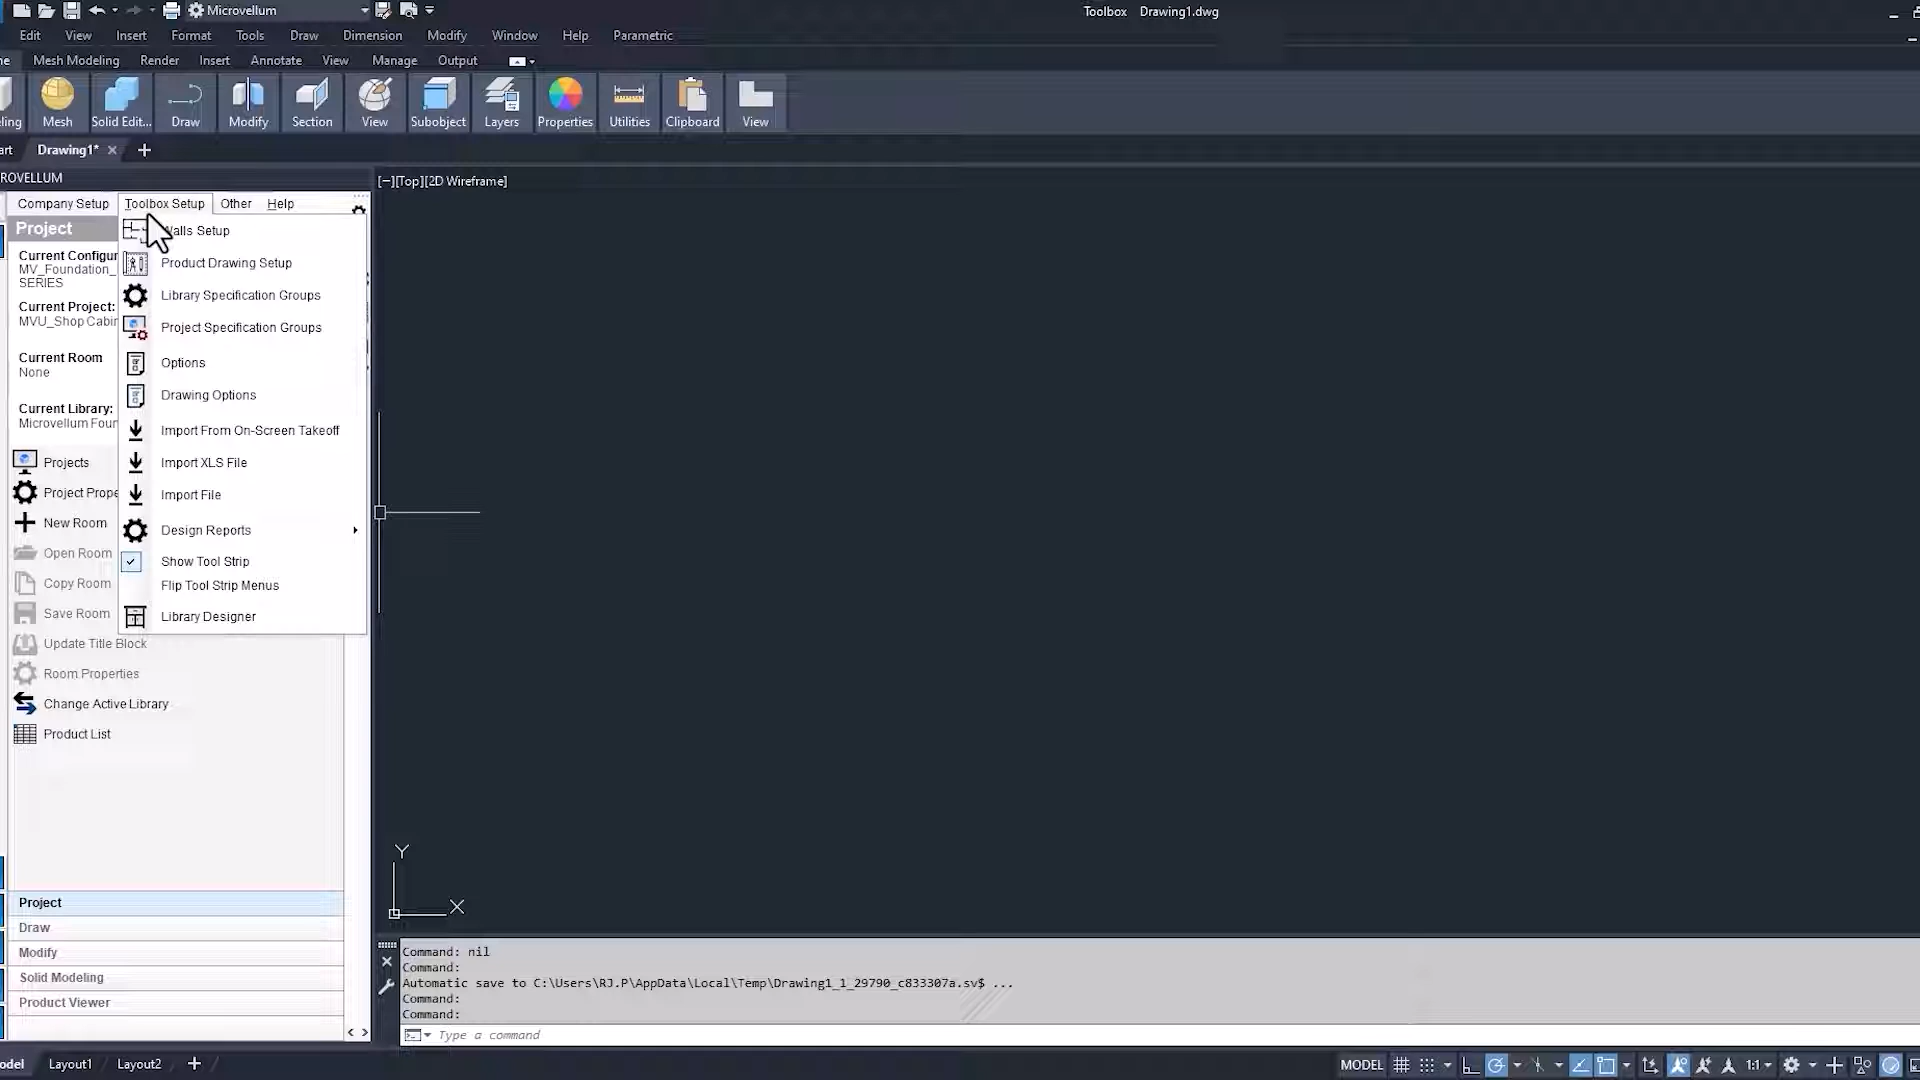 Microvellum
Toolbox Drawing1.dwg
Edit View Insert Format Tools Draw Dimension Modify Window Help Parametric
Mesh Modeling Render Insert Annotate View Manage Output
Mesh Solid Edit... Draw Modify Section View Subobject Layers Properties Utilities Clipboard View
Drawing1*
ROVELLUM
[−][Top][2D Wireframe]
Company Setup Toolbox Setup Other Help
Project
Walls Setup
Product Drawing Setup
Library Specification Groups
Project Specification Groups
Options
Drawing Options
Import From On-Screen Takeoff
Import XLS File
Import File
Design Reports
Show Tool Strip
Flip Tool Strip Menus
Library Designer
Current Configur
MV_Foundation_
SERIES
Current Project:
MVU_Shop Cabin
Current Room
None
Current Library:
Microvellum Foun
Projects
Project Prope
New Room
Open Room
Copy Room
Save Room
Update Title Block
Room Properties
Change Active Library
Product List
Y
X
Project
Draw
Modify
Solid Modeling
Product Viewer
Command: nil
Command:
Automatic save to C:\Users\RJ.P\AppData\Local\Temp\Drawing1_1_29790_c833307a.sv$ ...
Command:
Command:
Type a command
odel Layout1 Layout2
MODEL 1:1